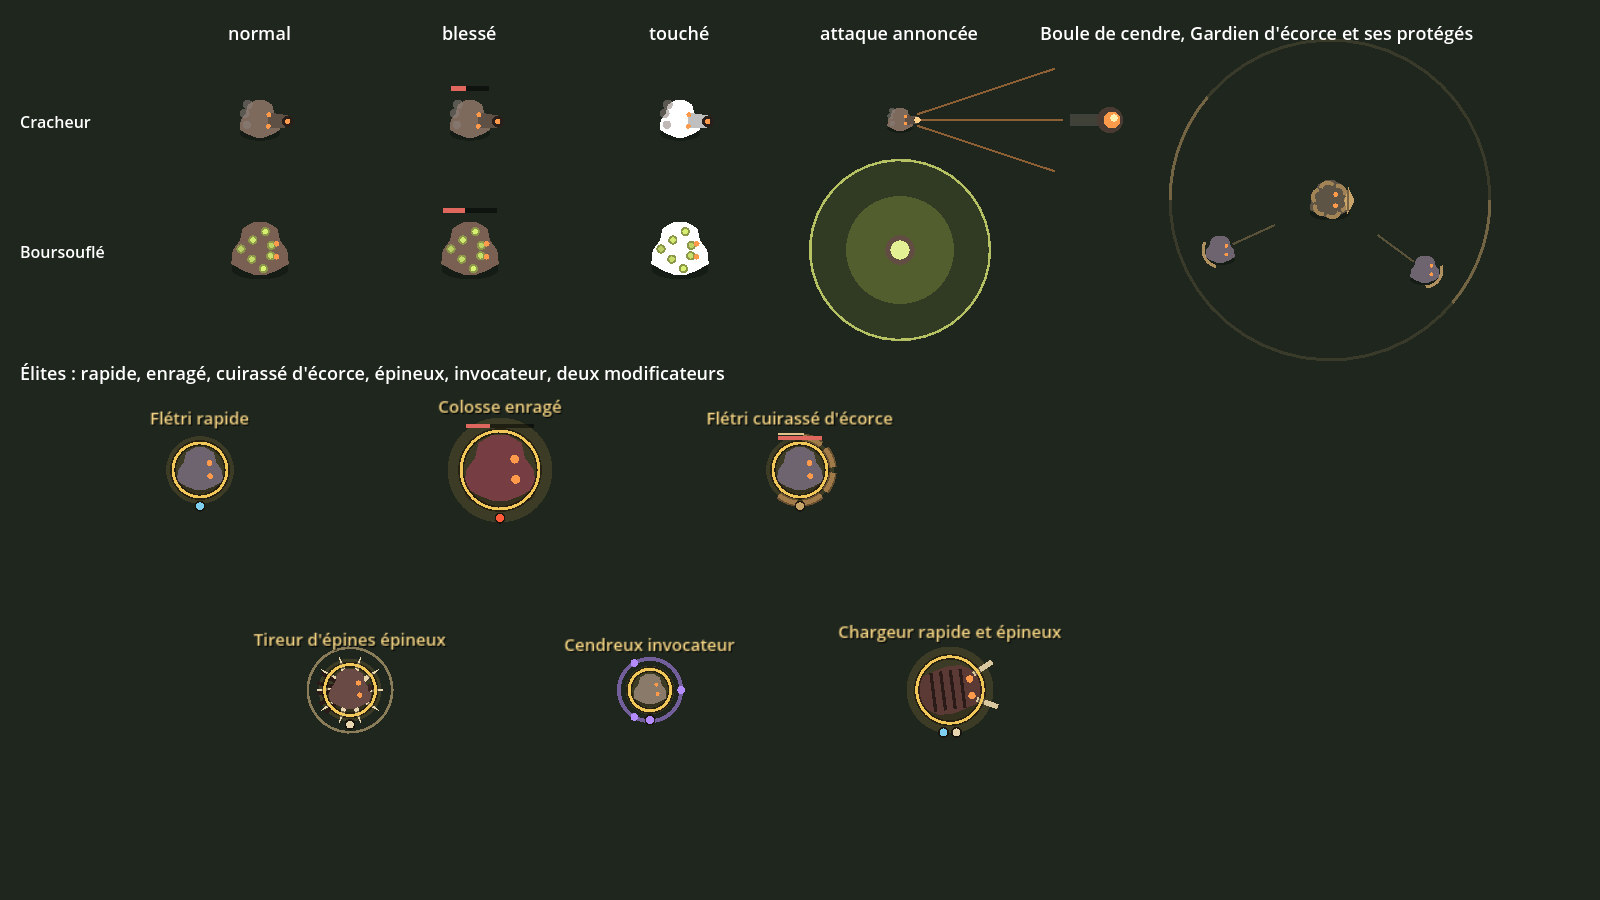 normal
blessé
touché
attaque annoncée
Boule de cendre, Gardien d'écorce et ses protégés
Cracheur
Boursouflé
Élites : rapide, enragé, cuirassé d'écorce, épineux, invocateur, deux modificateurs
Flétri rapide
Colosse enragé
Flétri cuirassé d'écorce
Tireur d'épines épineux
Cendreux invocateur
Chargeur rapide et épineux